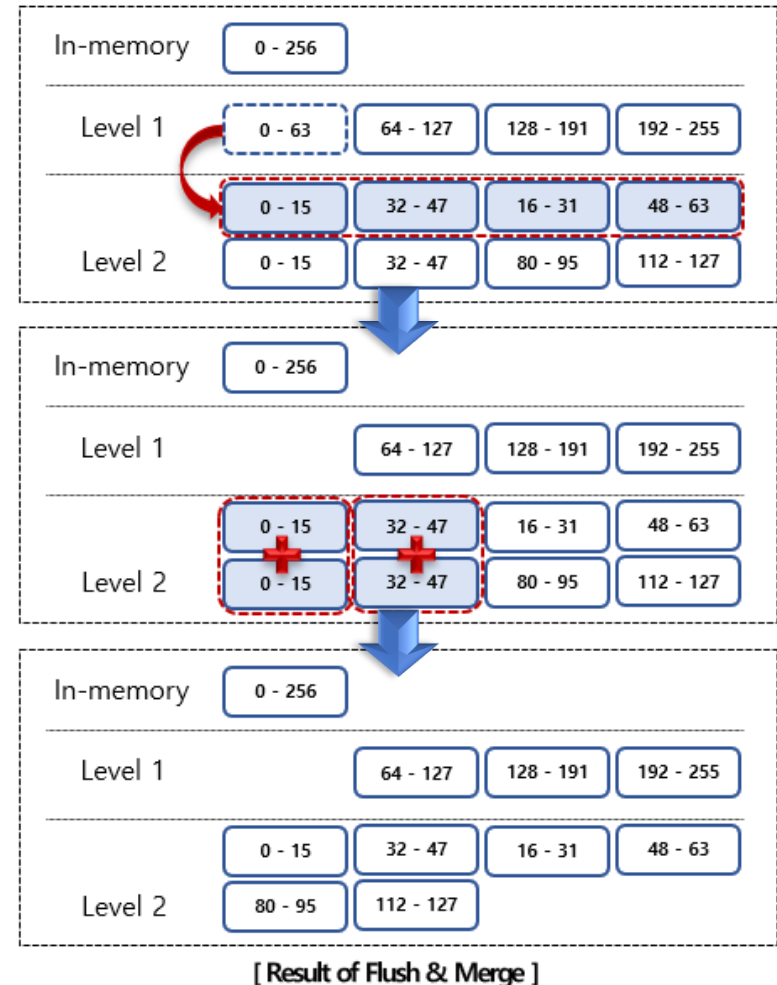 In-memory 0 - 256
Level 1 0 - 63 64 - 127 128 - 191 192 - 255
0 - 15 32 - 47 16 - 31 48 - 63
Level 2 0 - 15 32 - 47 80 - 95 112 - 127
In-memory 0 - 256
Level 1 64 - 127 128 - 191 192 - 255
0 - 15 32 - 47 16 - 31 48 - 63
Level 2 0 - 15 32 - 47 80 - 95 112 - 127
In-memory 0 - 256
Level 1 64 - 127 128 - 191 192 - 255
0 - 15 32 - 47 16 - 31 48 - 63
Level 2 80 - 95 112 - 127
[ Result of Flush & Merge ]